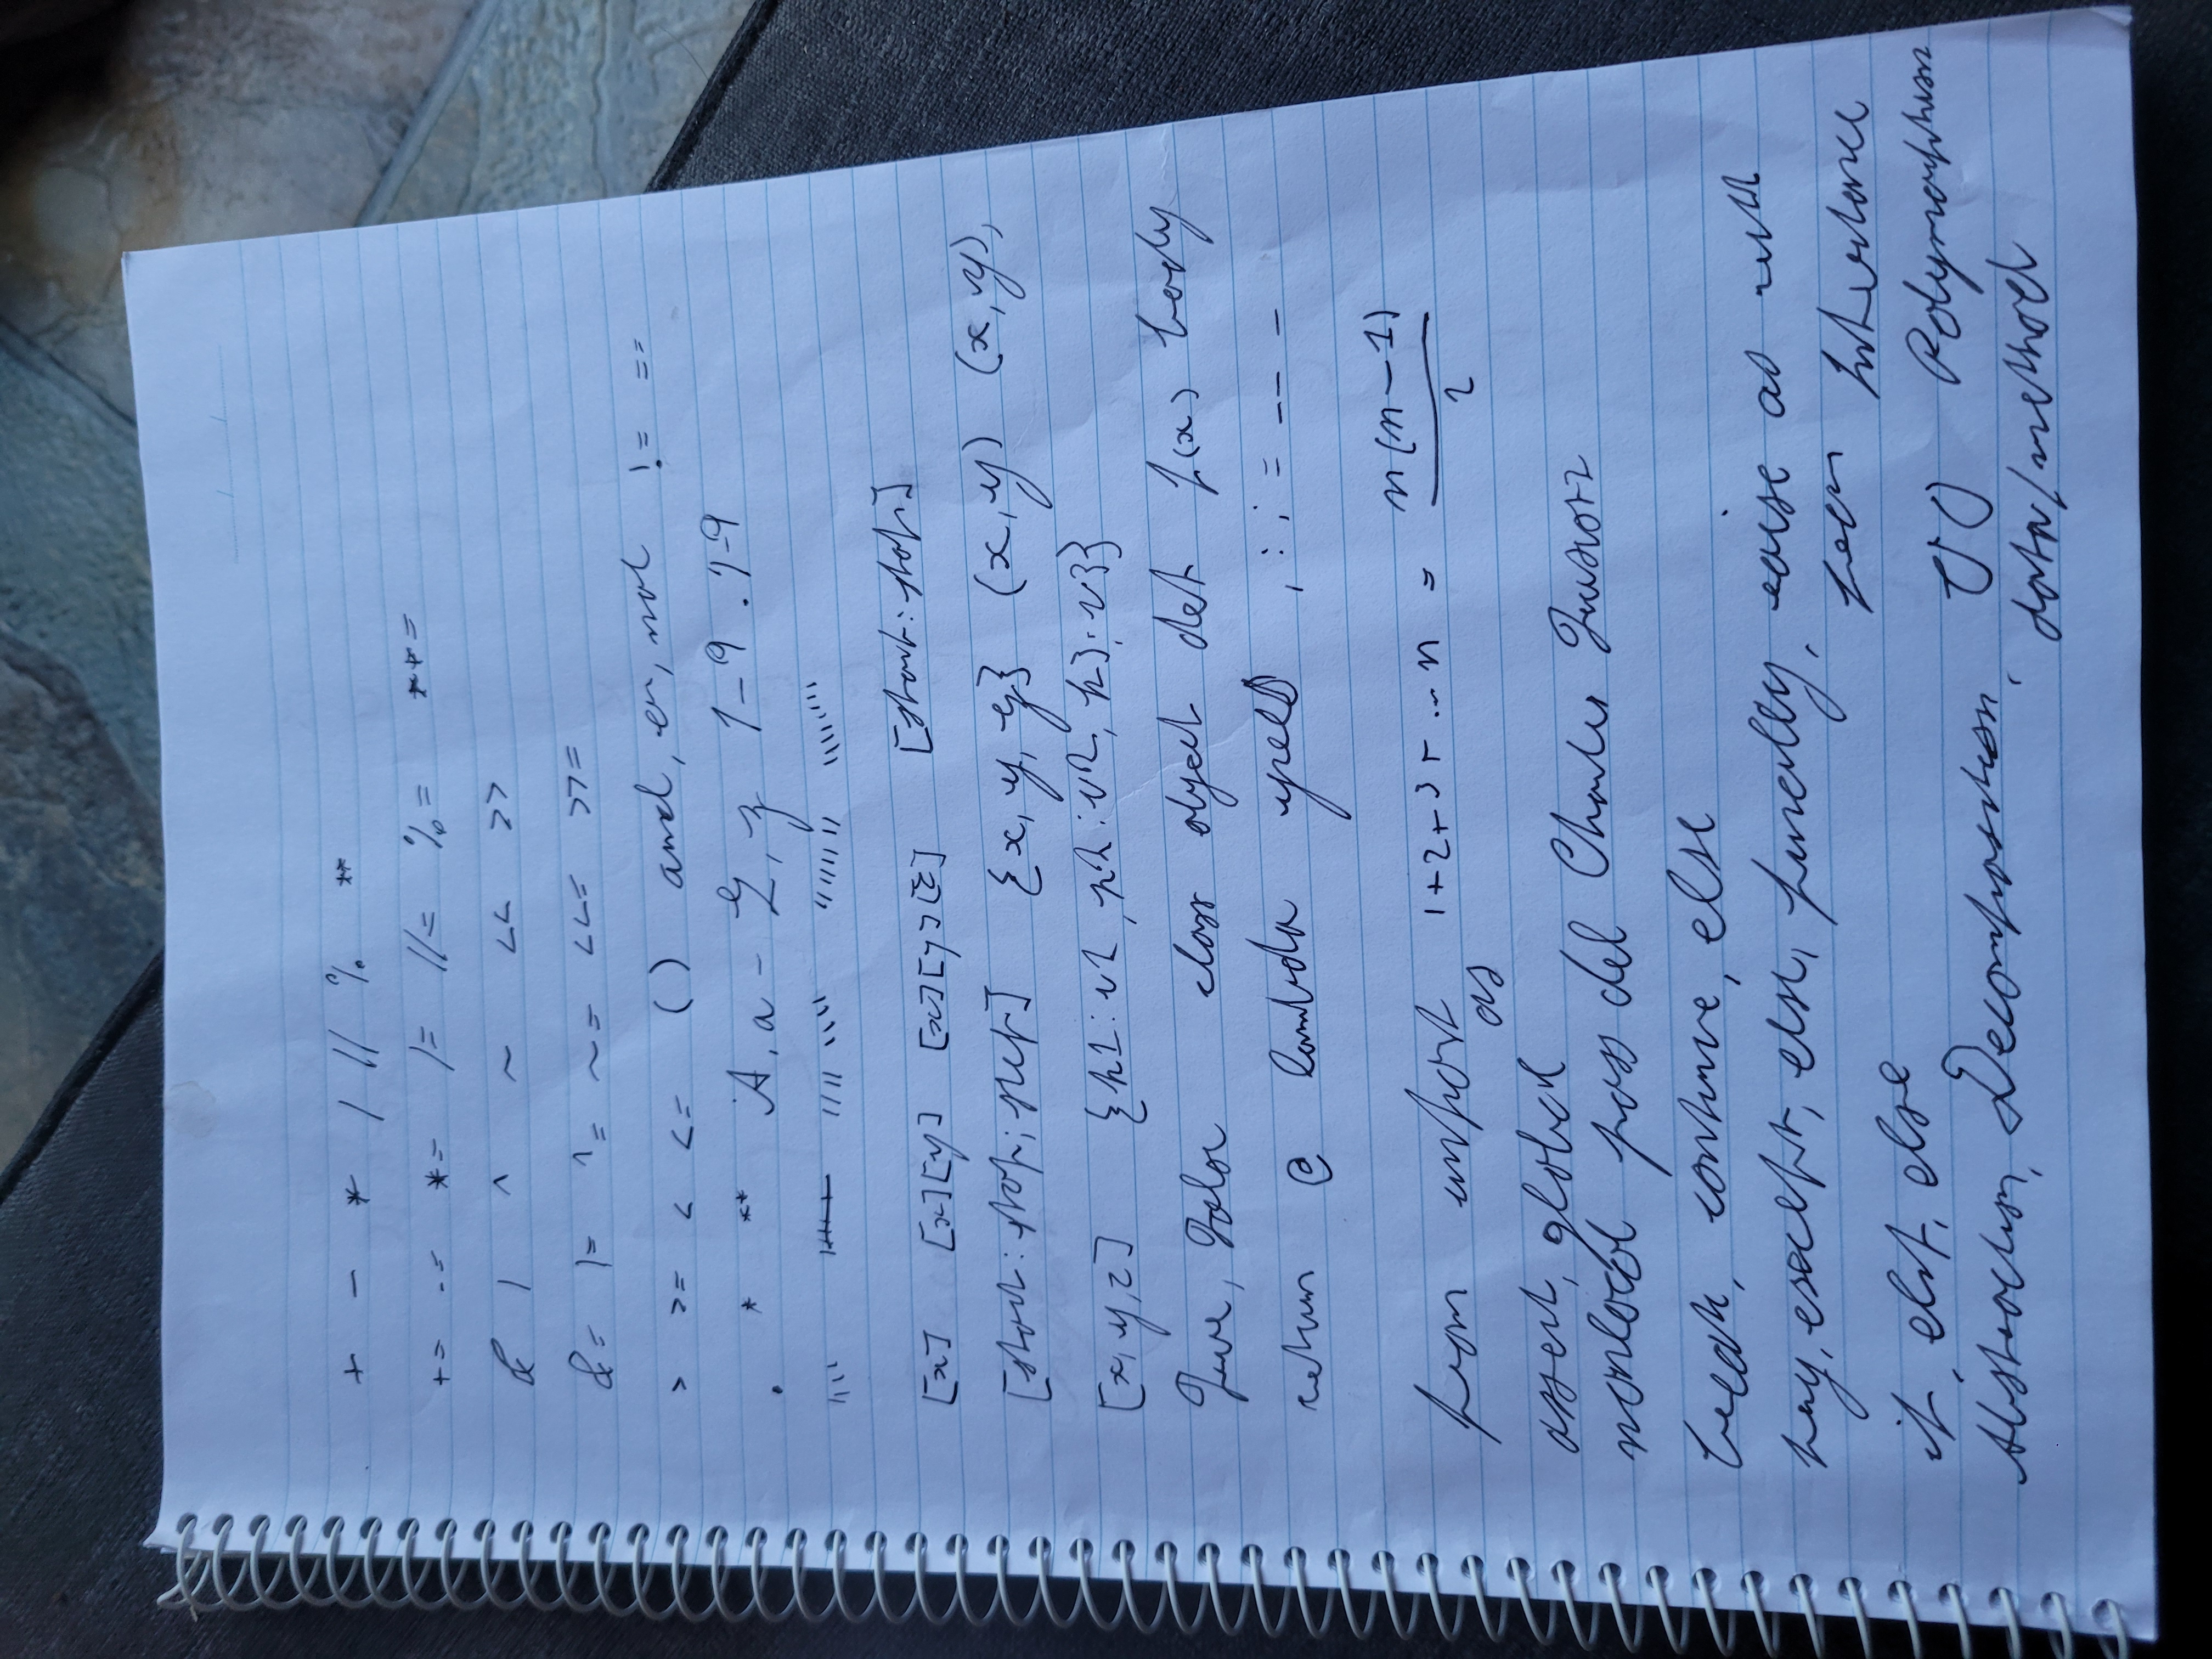 + - * / // % **
+= -= *= /= //= %= **=
& | ^ ~ << >>
&= |= ^= ~= <<= >>=
> >= < <= () and, or, not != ==
. * ** A, a - Z, z 1-9 . 1-9
[x] [x][y] [x][y][z] [start:stop]
[start:stop;step] {x, y, z} (x, y) (x, y),
[x, y, z] {k1:v1, k2:v2, k3:v3}
True, False class object def f(x) body
return @ lambda yield , : ; = -- -
from import 1+2+3+ ... n = n(n-1)
2
as
assert, global
nonlocal pass del Charles
break, continue, else
try, except, else, finally, raise as with
from Inheritance
if, elif, else
OO Polymorphism
Abstraction, Decomposition,
data/method